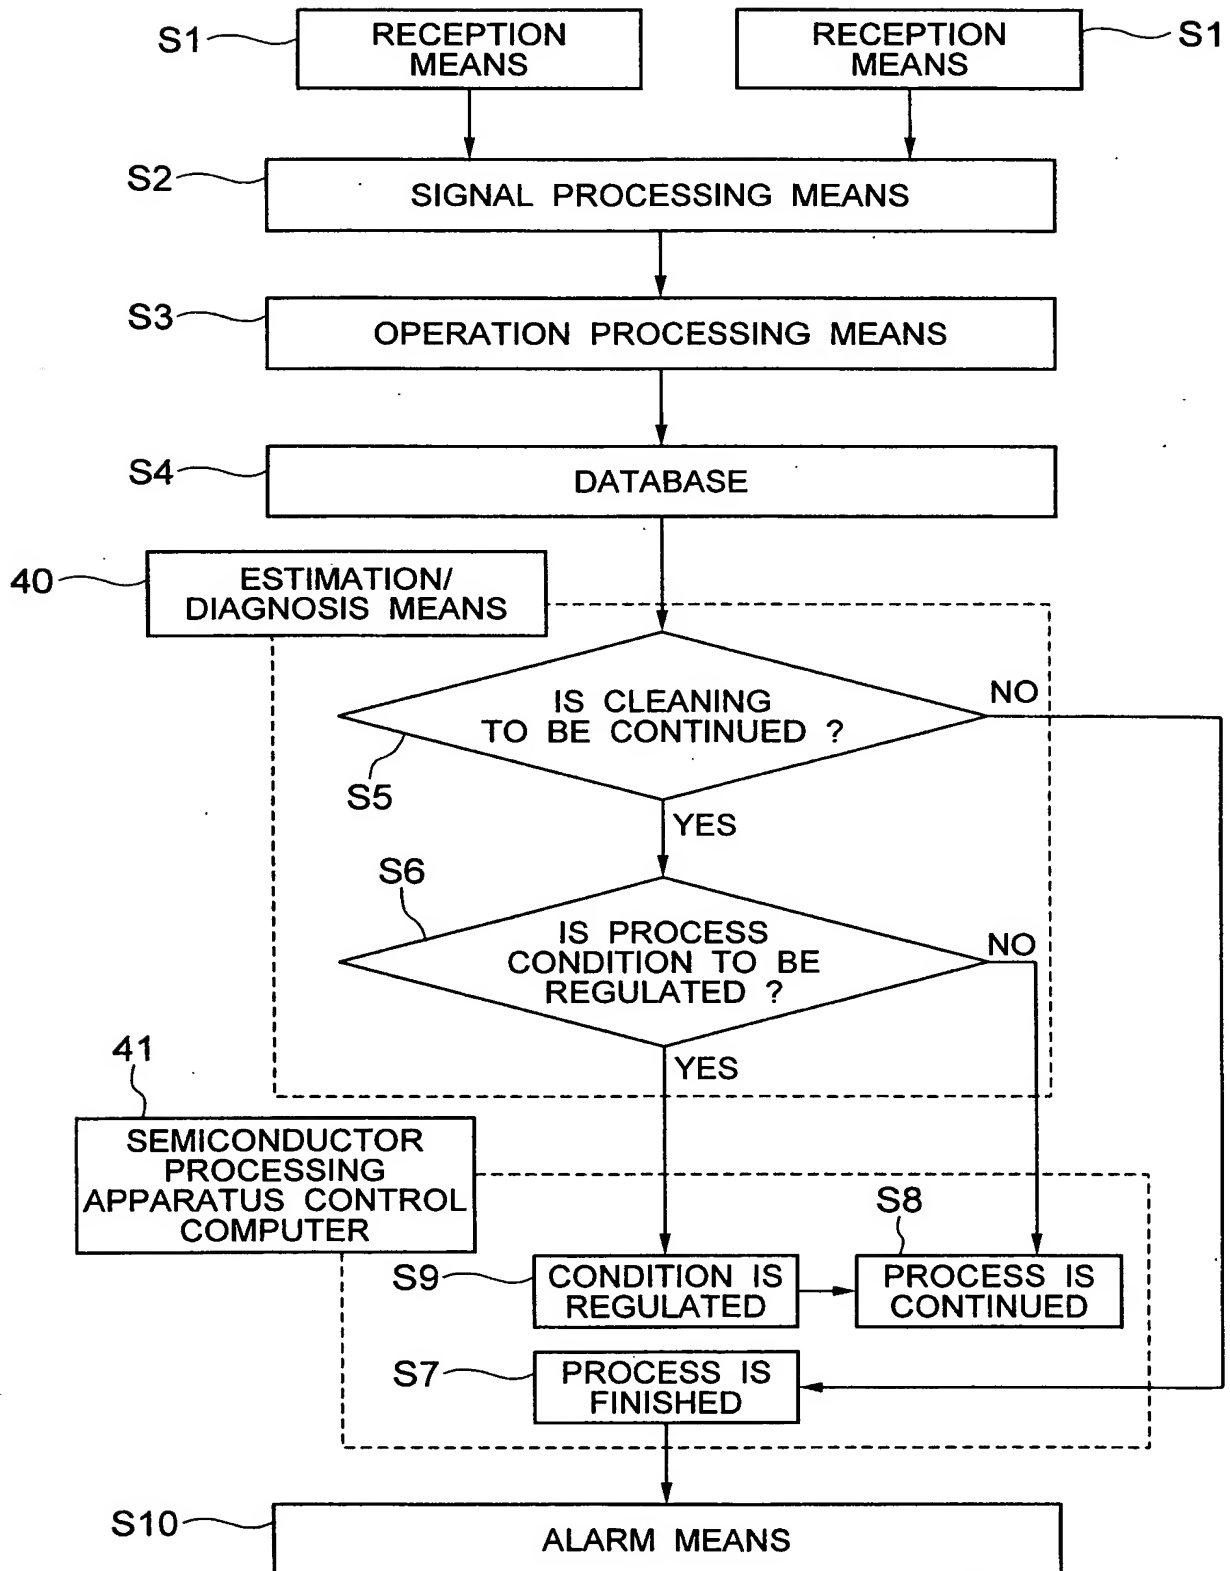 S1
RECEPTION
MEANS
RECEPTION
MEANS
S1
S2
SIGNAL PROCESSING MEANS
S3
OPERATION PROCESSING MEANS
S4
DATABASE
40
ESTIMATION/
DIAGNOSIS MEANS
IS CLEANING
TO BE CONTINUED ?
NO
S5
YES
S6
IS PROCESS
CONDITION TO BE
REGULATED ?
NO
YES
41
SEMICONDUCTOR
PROCESSING
APPARATUS CONTROL
COMPUTER
S9
CONDITION IS
REGULATED
S8
PROCESS IS
CONTINUED
S7
PROCESS IS
FINISHED
S10
ALARM MEANS